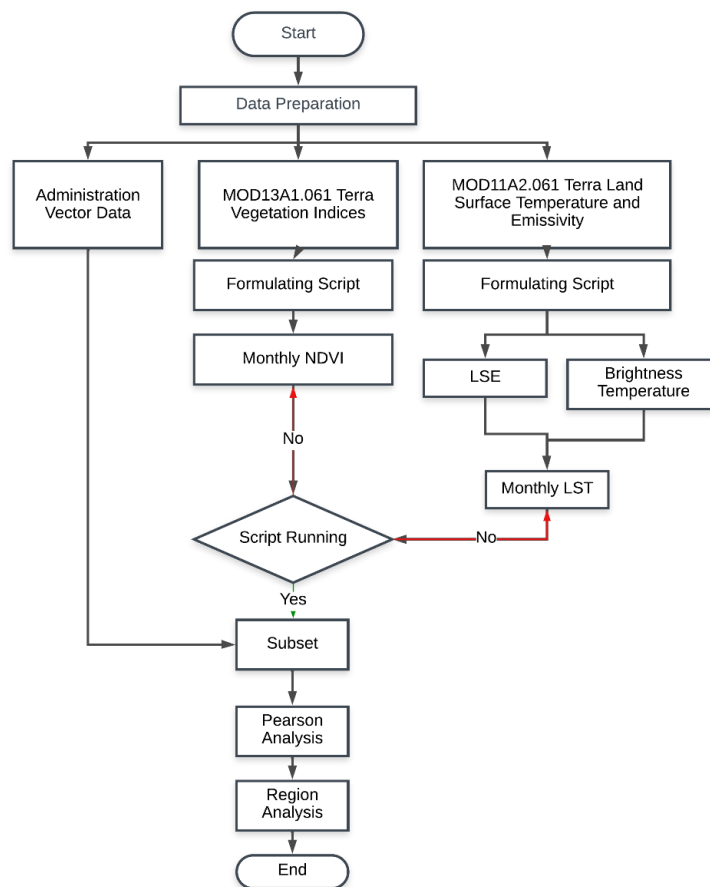 Start
Data Preparation
Administration
Vector Data
MOD13A1.061 Terra
Vegetation Indices
MOD11A2.061 Terra Land
Surface Temperature and
Emissivity
Formulating Script
Formulating Script
Monthly NDVI
LSE
Brightness
Temperature
No
Monthly LST
Script Running
No
Yes
Subset
Pearson
Analysis
Region
Analysis
End